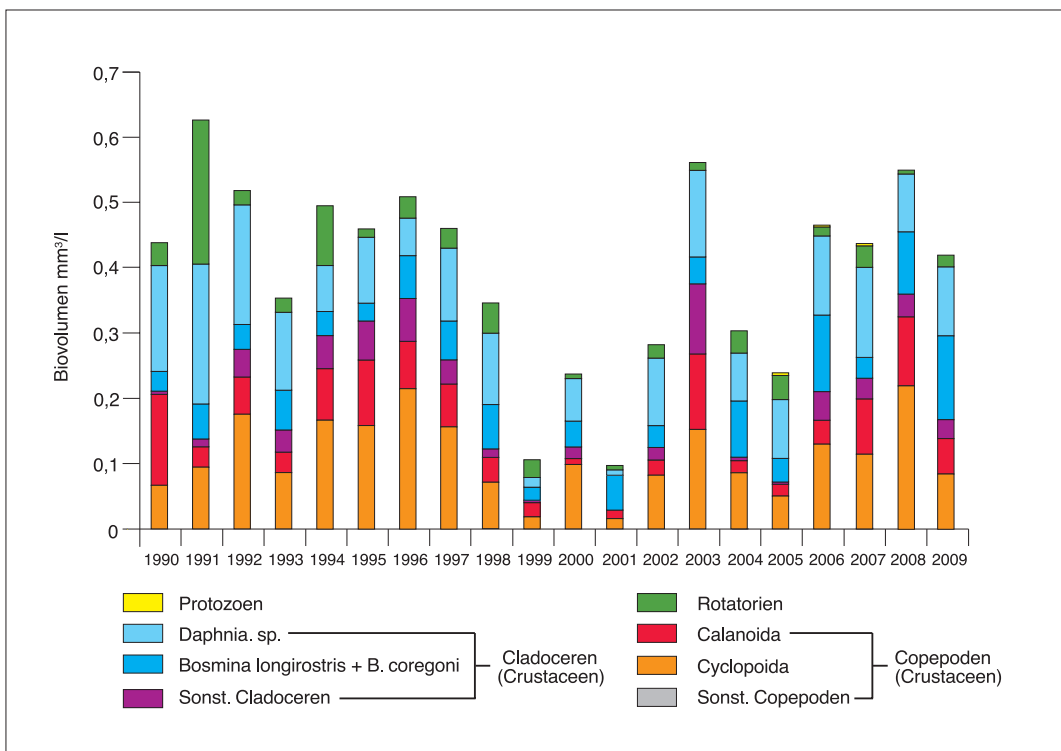 Biovolumen mm³/l
0,7
0,6
0,5
0,4
0,3
0,2
0,1
0
1990 1991 1992 1993 1994 1995 1996 1997 1998 1999 2000 2001 2002 2003 2004 2005 2006 2007 2008 2009
Protozoen
Daphnia. sp.
Bosmina longirostris + B. coregoni
Sonst. Cladoceren
Cladoceren
(Crustaceen)
Rotatorien
Calanoida
Cyclopoida
Sonst. Copepoden
Copepoden
(Crustaceen)